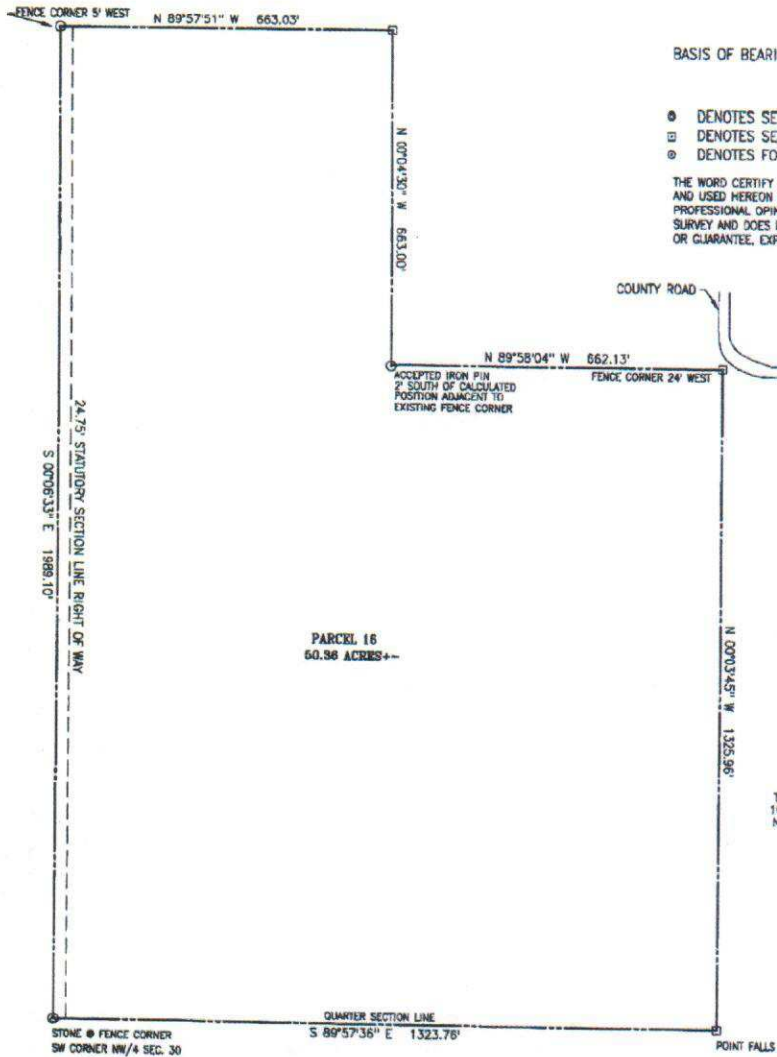 FENCE CORNER 5' WEST
N 89°57'51" W 663.03'
BASIS OF BEARI
DENOTES SE
DENOTES SE
DENOTES FO
THE WORD CERTIFY
AND USED HEREON
PROFESSIONAL OPIN
SURVEY AND DOES
OR GUARANTEE, EXP
N 00°04'30" W 663.00'
COUNTY ROAD
N 89°58'04" W 662.13'
ACCEPTED IRON PIN
2' SOUTH OF CALCULATED
POSITION ADJACENT TO
EXISTING FENCE CORNER
FENCE CORNER 24' WEST
S 00°06'33" E 1989.10'
24.75' STATUTORY SECTION LINE RIGHT OF WAY
PARCEL 16
50.36 ACRES+-
N 00°03'45" W 1325.96'
QUARTER SECTION LINE
S 89°57'36" E 1323.76'
STONE @ FENCE CORNER
SW CORNER NW/4 SEC. 30
POINT FALLS